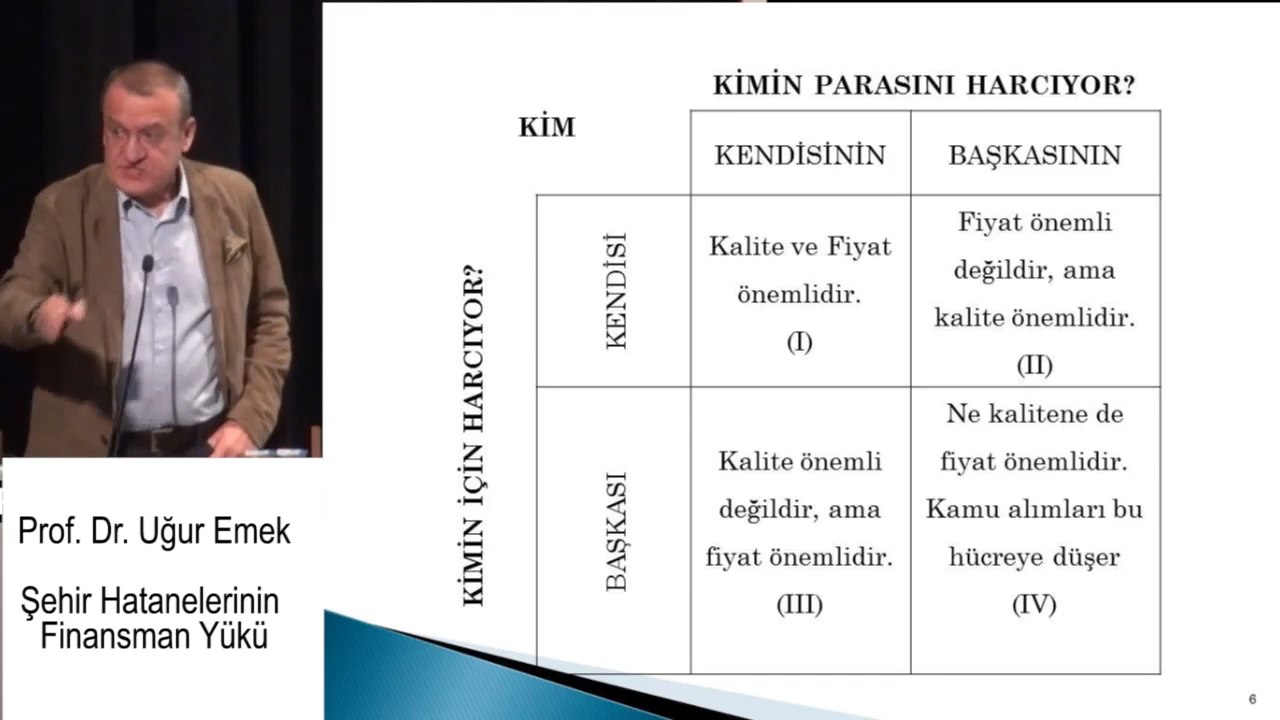 KİMİN PARASINI HARCIYOR?
KİM
KENDİSİNİN
BAŞKASININ
KİMİN İÇİN HARCIYOR?
KENDİSİ
Kalite ve Fiyat
önemlidir.
(I)
Fiyat önemli
değildir, ama
kalite önemlidir.
(II)
BAŞKASI
Kalite önemli
değildir, ama
fiyat önemlidir.
(III)
Ne kalitene de
fiyat önemlidir.
Kamu alımları bu
hücreye düşer
(IV)
Prof. Dr. Uğur Emek
Şehir Hatanelerinin
Finansman Yükü
6